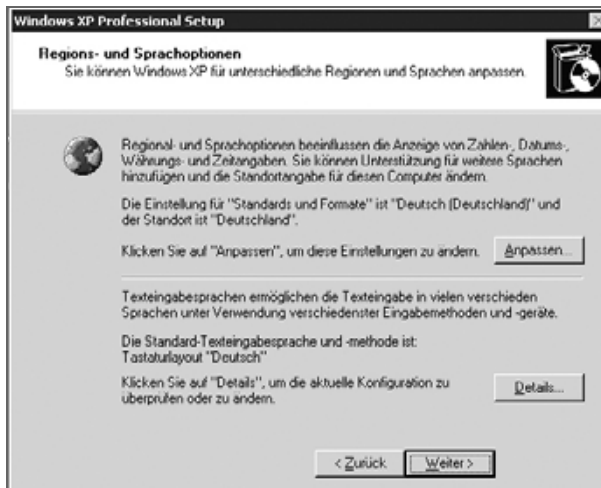 Windows XP Professional Setup
Regions- und Sprachoptionen
Sie können Windows XP für unterschiedliche Regionen und Sprachen anpassen.
Regional- und Sprachoptionen beeinflussen die Anzeige von Zahlen-, Datums-,
Währungs- und Zeitangaben. Sie können Unterstützung für weitere Sprachen
hinzufügen und die Standortangabe für diesen Computer ändern.
Die Einstellung für "Standards und Formate" ist "Deutsch (Deutschland)" und
der Standort ist "Deutschland".
Klicken Sie auf "Anpassen", um diese Einstellungen zu ändern. Anpassen...
Texteingabesprachen ermöglichen die Texteingabe in vielen verschieden
Sprachen unter Verwendung verschiedenster Eingabemethoden und -geräte.
Die Standard-Texteingabesprache und -methode ist:
Tastaturlayout "Deutsch"
Klicken Sie auf "Details", um die aktuelle Konfiguration zu
überprüfen oder zu ändern. Details...
< Zurück Weiter >